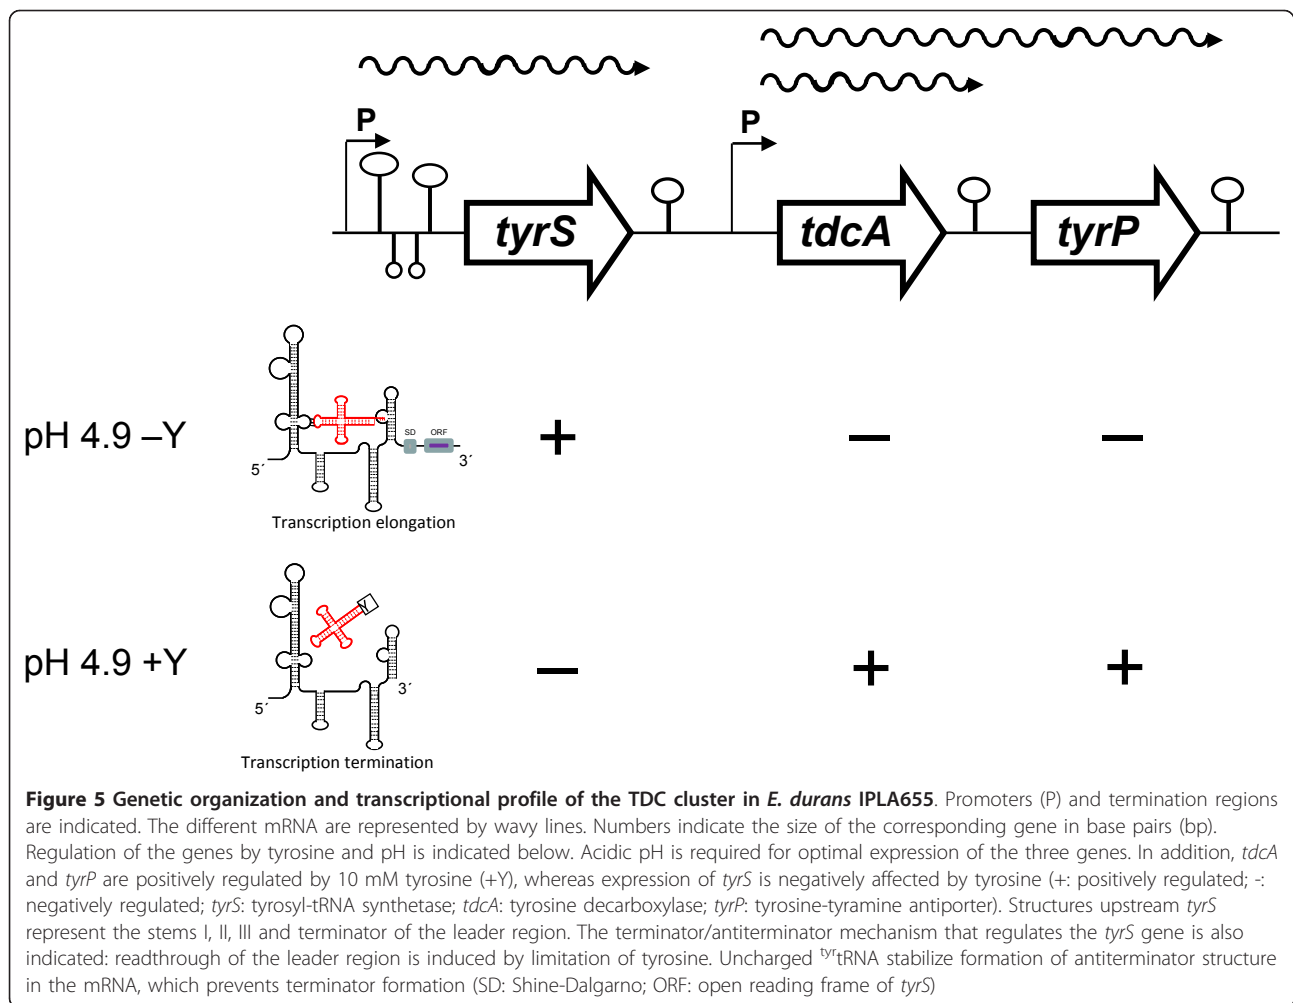 P
P
tyrS
tdcA
tyrP
pH 4.9 –Y
SD
ORF
5´
3´
+
–
–
Transcription elongation
Y
pH 4.9 +Y
3´
5´
–
+
+
Transcription termination
Figure 5 Genetic organization and transcriptional profile of the TDC cluster in E. durans IPLA655. Promoters (P) and termination regions
are indicated. The different mRNA are represented by wavy lines. Numbers indicate the size of the corresponding gene in base pairs (bp).
Regulation of the genes by tyrosine and pH is indicated below. Acidic pH is required for optimal expression of the three genes. In addition, tdcA
and tyrP are positively regulated by 10 mM tyrosine (+Y), whereas expression of tyrS is negatively affected by tyrosine (+: positively regulated; -:
negatively regulated; tyrS: tyrosyl-tRNA synthetase; tdcA: tyrosine decarboxylase; tyrP: tyrosine-tyramine antiporter). Structures upstream tyrS
represent the stems I, II, III and terminator of the leader region. The terminator/antiterminator mechanism that regulates the tyrS gene is also
indicated: readthrough of the leader region is induced by limitation of tyrosine. Uncharged tyrtRNA stabilize formation of antiterminator structure
in the mRNA, which prevents terminator formation (SD: Shine-Dalgarno; ORF: open reading frame of tyrS)